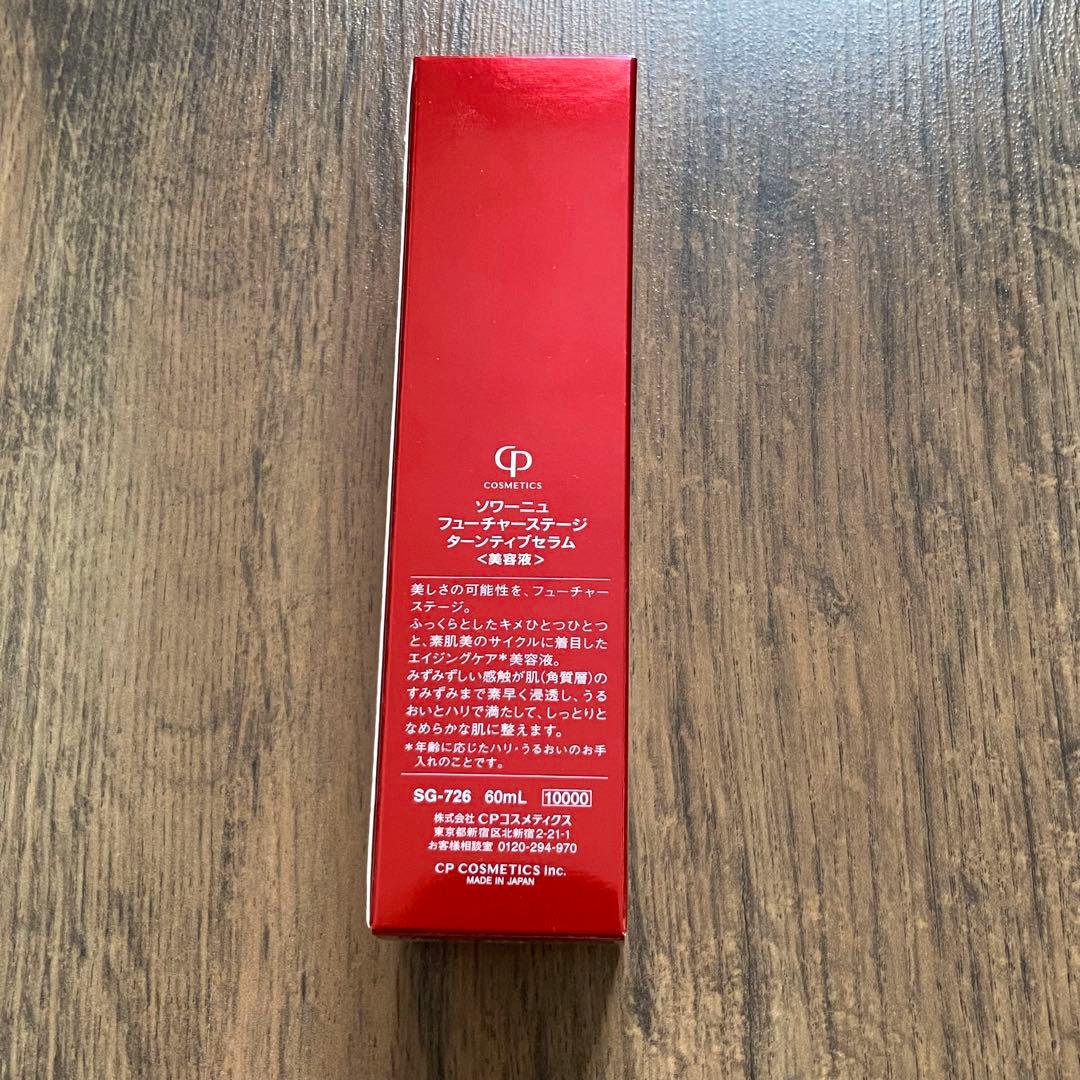 CP
COSMETICS
ソワーニュ
フューチャーステージ
ターンティブセラム
<美容液>
美しさの可能性を、フューチャー
ステージ。
ふっくらとしたキメひとつひとつ
と、素肌美のサイクルに着目した
エイジングケア*美容液。
みずみずしい感触が肌(角質層)の
すみずみまで素早く浸透し、うる
おいとハリで満たして、しっとりと
なめらかな肌に整えます。
*年齢に応じたハリ・うるおいのお手
入れのことです。
SG-726 60mL 10000
株式会社 CPコスメティクス
東京都新宿区北新宿2-21-1
お客様相談室 0120-294-970
CP COSMETICS Inc.
MADE IN JAPAN